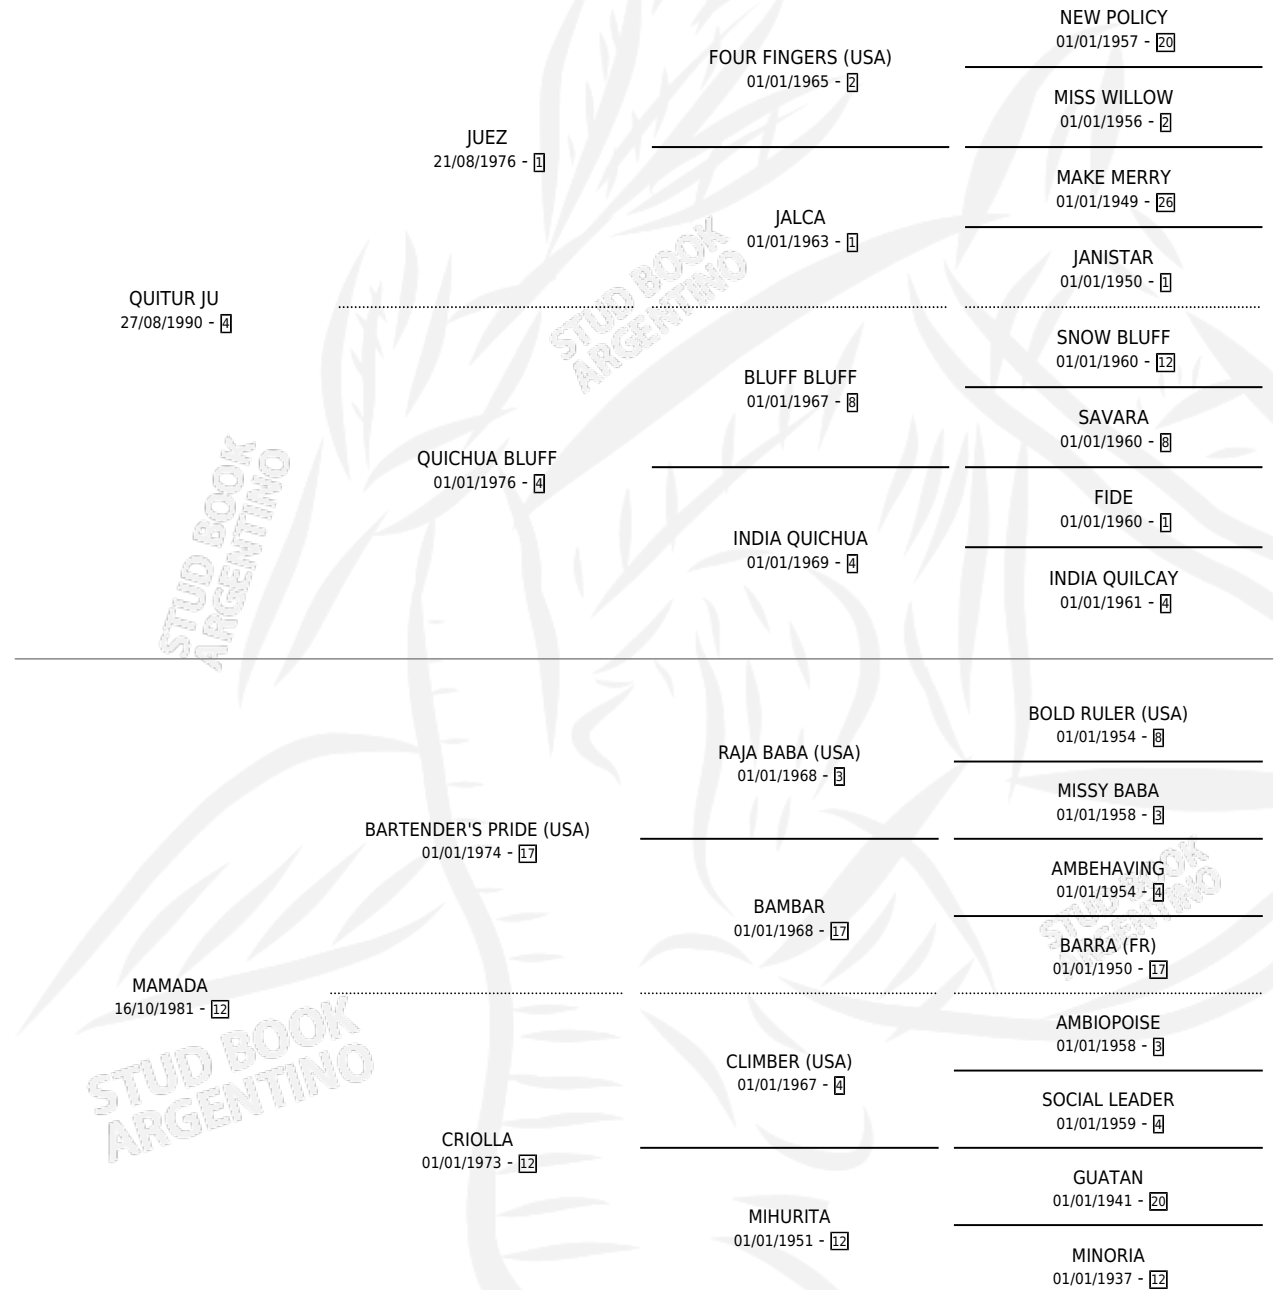 NEW POLICY
01/01/1957 - 20
FOUR FINGERS (USA)
01/01/1965 - 2
MISS WILLOW
01/01/1956 - 2
JUEZ
21/08/1976 - 1
MAKE MERRY
01/01/1949 - 26
JALCA
01/01/1963 - 1
JANISTAR
01/01/1950 - 1
QUITUR JU
27/08/1990 - 4
SNOW BLUFF
01/01/1960 - 12
BLUFF BLUFF
01/01/1967 - 8
SAVARA
01/01/1960 - 8
QUICHUA BLUFF
01/01/1976 - 4
FIDE
01/01/1960 - 1
INDIA QUICHUA
01/01/1969 - 4
INDIA QUILCAY
01/01/1961 - 4
BOLD RULER (USA)
01/01/1954 - 8
RAJA BABA (USA)
01/01/1968 - 3
MISSY BABA
01/01/1958 - 3
BARTENDER'S PRIDE (USA)
01/01/1974 - 17
AMBEHAVING
01/01/1954 - 4
BAMBAR
01/01/1968 - 17
BARRA (FR)
01/01/1950 - 17
MAMADA
16/10/1981 - 12
AMBIOPOISE
01/01/1958 - 3
CLIMBER (USA)
01/01/1967 - 4
SOCIAL LEADER
01/01/1959 - 4
CRIOLLA
01/01/1973 - 12
GUATAN
01/01/1941 - 20
MIHURITA
01/01/1951 - 12
MINORIA
01/01/1937 - 12
STUD BOOK
ARGENTINO
STUD BOOK
ARGENTINO
STUD BOOK
ARGENTINO
STUD BOOK
ARGENTINO